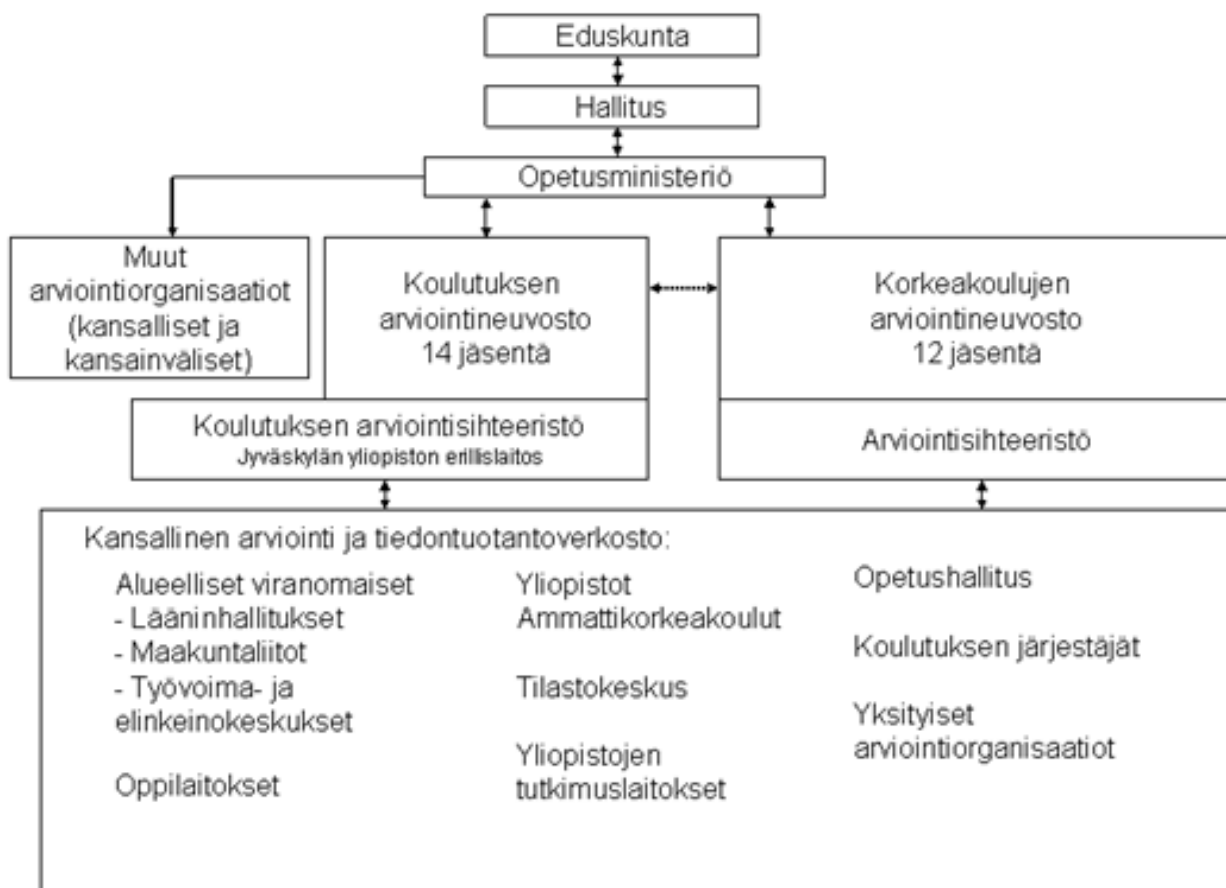 Eduskunta
Hallitus
Opetusministeriö
Muut
arviointiorganisaatiot
(kansalliset ja
kansainväliset)
Koulutuksen
arviointineuvosto
14 jäsentä
Korkeakoulujen
arviointineuvosto
12 jäsentä
Koulutuksen arviointisihteeristö
Jyväskylän yliopiston erillislaitos
Arviointisihteeristö
Kansallinen arviointi ja tiedontuotantoverkosto:
Alueelliset viranomaiset
- Lääninhallitukset
- Maakuntaliitot
- Työvoima- ja
elinkeinokeskukset
Oppilaitokset
Yliopistot
Ammattikorkeakoulut
Tilastokeskus
Yliopistojen
tutkimuslaitokset
Opetushallitus
Koulutuksen järjestäjät
Yksityiset
arviointiorganisaatiot